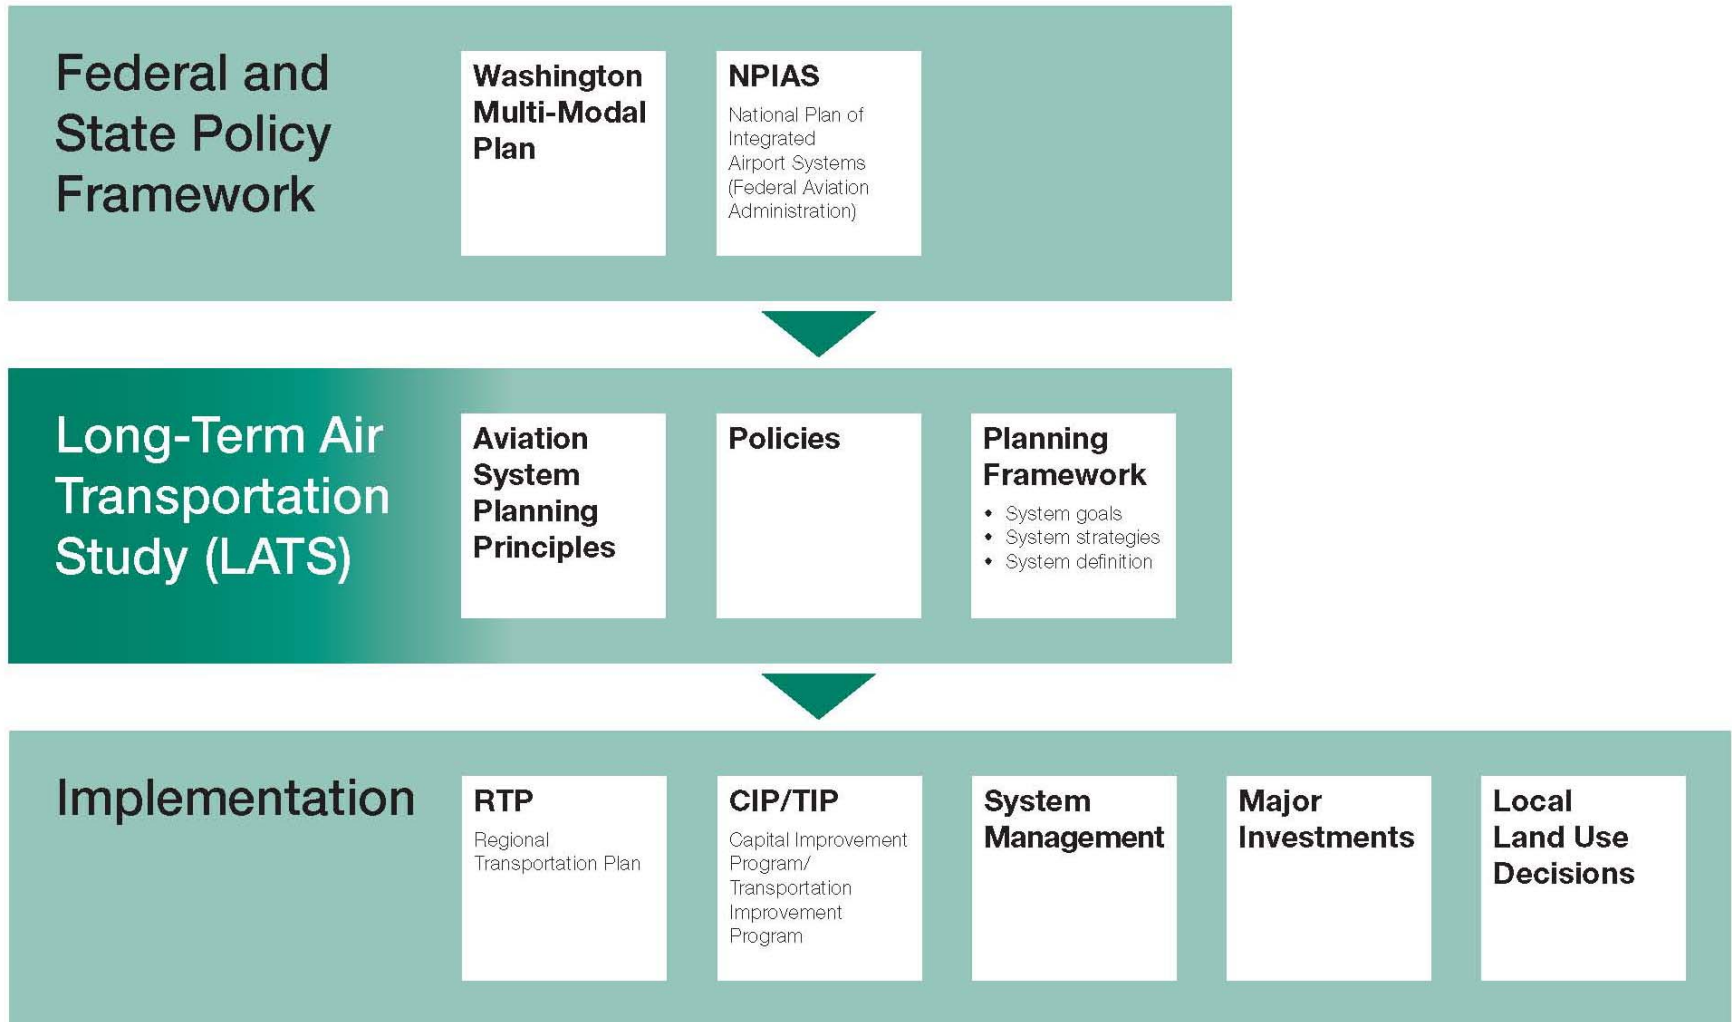 Federal and
State Policy
Framework
Washington
Multi-Modal
Plan
NPIAS
National Plan of
Integrated
Airport Systems
(Federal Aviation
Administration)
Long-Term Air
Transportation
Study (LATS)
Aviation
System
Planning
Principles
Policies
Planning
Framework
• System goals
• System strategies
• System definition
Implementation
RTP
Regional
Transportation Plan
CIP/TIP
Capital Improvement
Program/
Transportation
Improvement
Program
System
Management
Major
Investments
Local
Land Use
Decisions